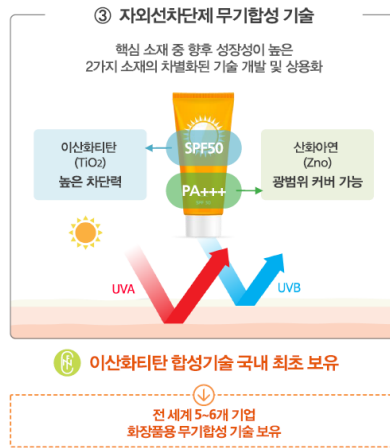 ③ 자외선차단제 무기합성 기술
핵심 소재 중 향후 성장성이 높은
2가지 소재의 차별화된 기술 개발 및 상용화
이산화티탄
(TiO2)
높은 차단력
SPF50
PA+++
산화아연
(Zno)
광범위 커버 가능
UVA
UVB
이산화티탄 합성기술 국내 최초 보유
전 세계 5~6개 기업
화장품용 무기합성 기술 보유